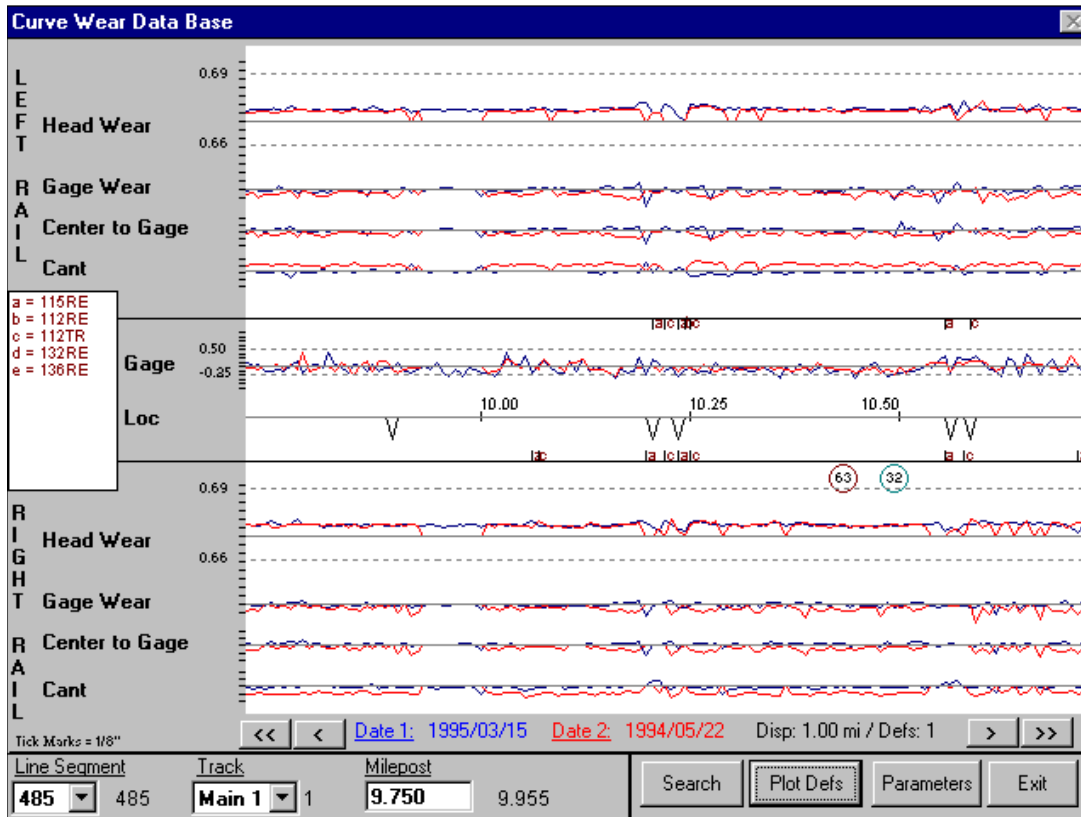 Curve Wear Data Base
LEFT RAIL
0.69
Head Wear
0.66
Gage Wear
Center to Gage
Cant
a = 115RE
b = 112RE
c = 112TR
d = 132RE
e = 136RE
a c a c a c
Gage
0.50
-0.25
Loc
10.00 10.25 10.50
a c a c a c a c
63 32
RIGHT RAIL
0.69
Head Wear
0.66
Gage Wear
Center to Gage
Cant
Tick Marks = 1/8"
<< < Date 1: 1995/03/15 Date 2: 1994/05/22 Disp: 1.00 mi / Defs: 1 > >>
Line Segment Track Milepost
485 485 Main 1 1 9.750 9.955
Search Plot Defs Parameters Exit